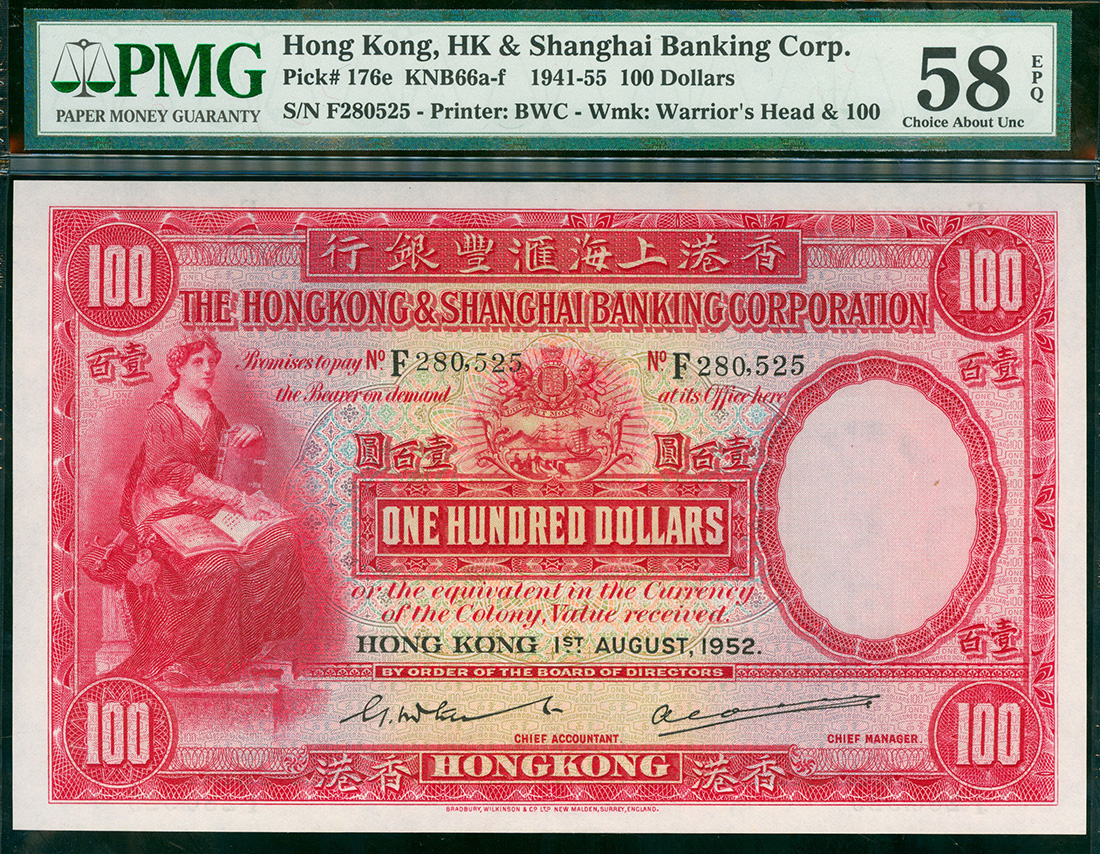 PMG
PAPER MONEY GUARANTY
Hong Kong, HK & Shanghai Banking Corp.
Pick# 176e KNB66a-f 1941-55 100 Dollars
S/N F280525 - Printer: BWC - Wmk: Warrior's Head & 100
58
EPQ
Choice About Unc
100
行銀豐滙海上港香
100
THE HONGKONG & SHANGHAI BANKING CORPORATION
百壹
Promises to pay
Nº F 280,525
Nº F 280,525
百壹
the Bearer on demand
at its Office here
圓百壹
圓百壹
ONE HUNDRED DOLLARS
or the equivalent in the Currency
of the Colony, Value received.
百壹
HONG KONG 1ST AUGUST, 1952.
BY ORDER OF THE BOARD OF DIRECTORS
100
100
CHIEF ACCOUNTANT.
CHIEF MANAGER.
港香
HONGKONG
港香
BRADBURY, WILKINSON & Co LTD NEW MALDEN, SURREY, ENGLAND.